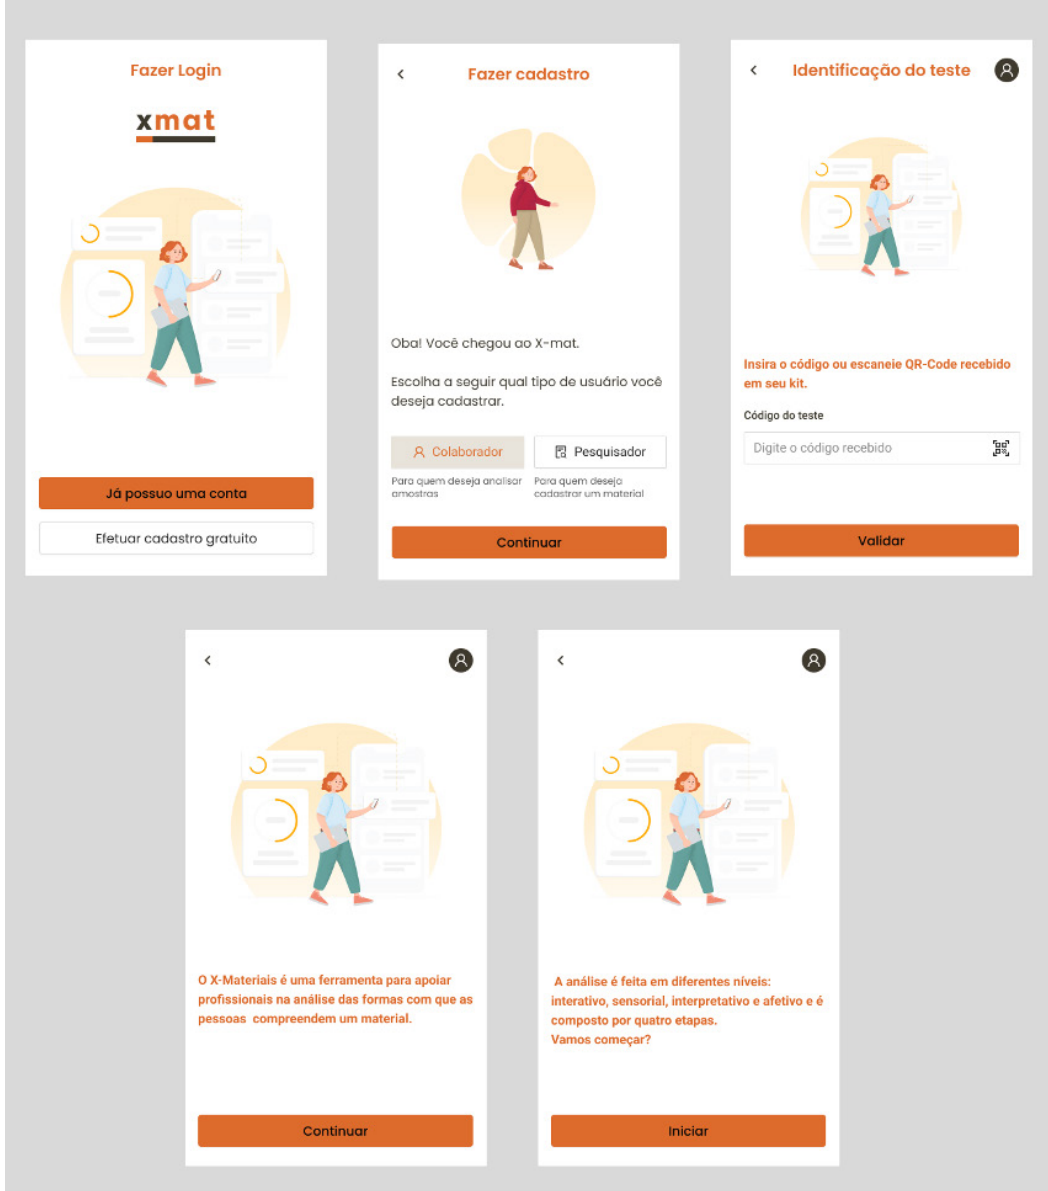 Fazer Login
xmat
Já possuo uma conta
Efetuar cadastro gratuito
Fazer cadastro
Oba! Você chegou ao X-mat.
Escolha a seguir qual tipo de usuário você
deseja cadastrar.
Colaborador
Pesquisador
Para quem deseja analisar
amostras
Para quem deseja
cadastrar um material
Continuar
Identificação do teste
Insira o código ou escaneie QR-Code recebido
em seu kit.
Código do teste
Digite o código recebido
Validar
O X-Materiais é uma ferramenta para apoiar
profissionais na análise das formas com que as
pessoas compreendem um material.
Continuar
A análise é feita em diferentes níveis:
interativo, sensorial, interpretativo e afetivo e é
composto por quatro etapas.
Vamos começar?
Iniciar